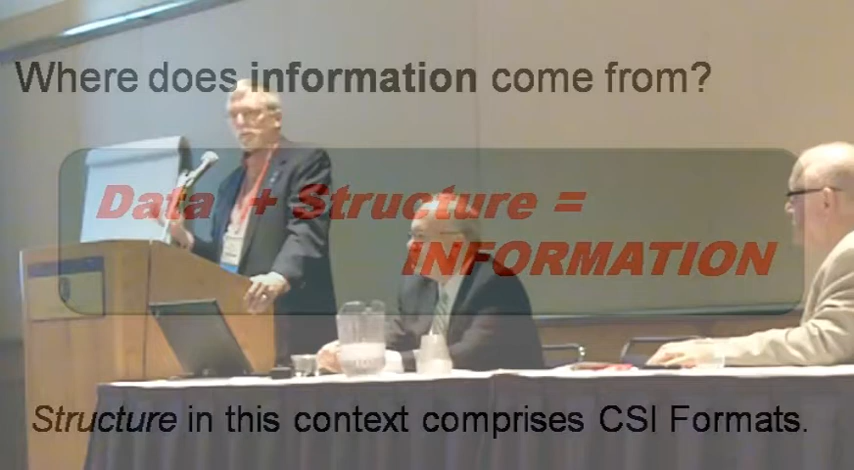 Where does information come from?
Data + Structure =
INFORMATION
Structure in this context comprises CSI Formats.